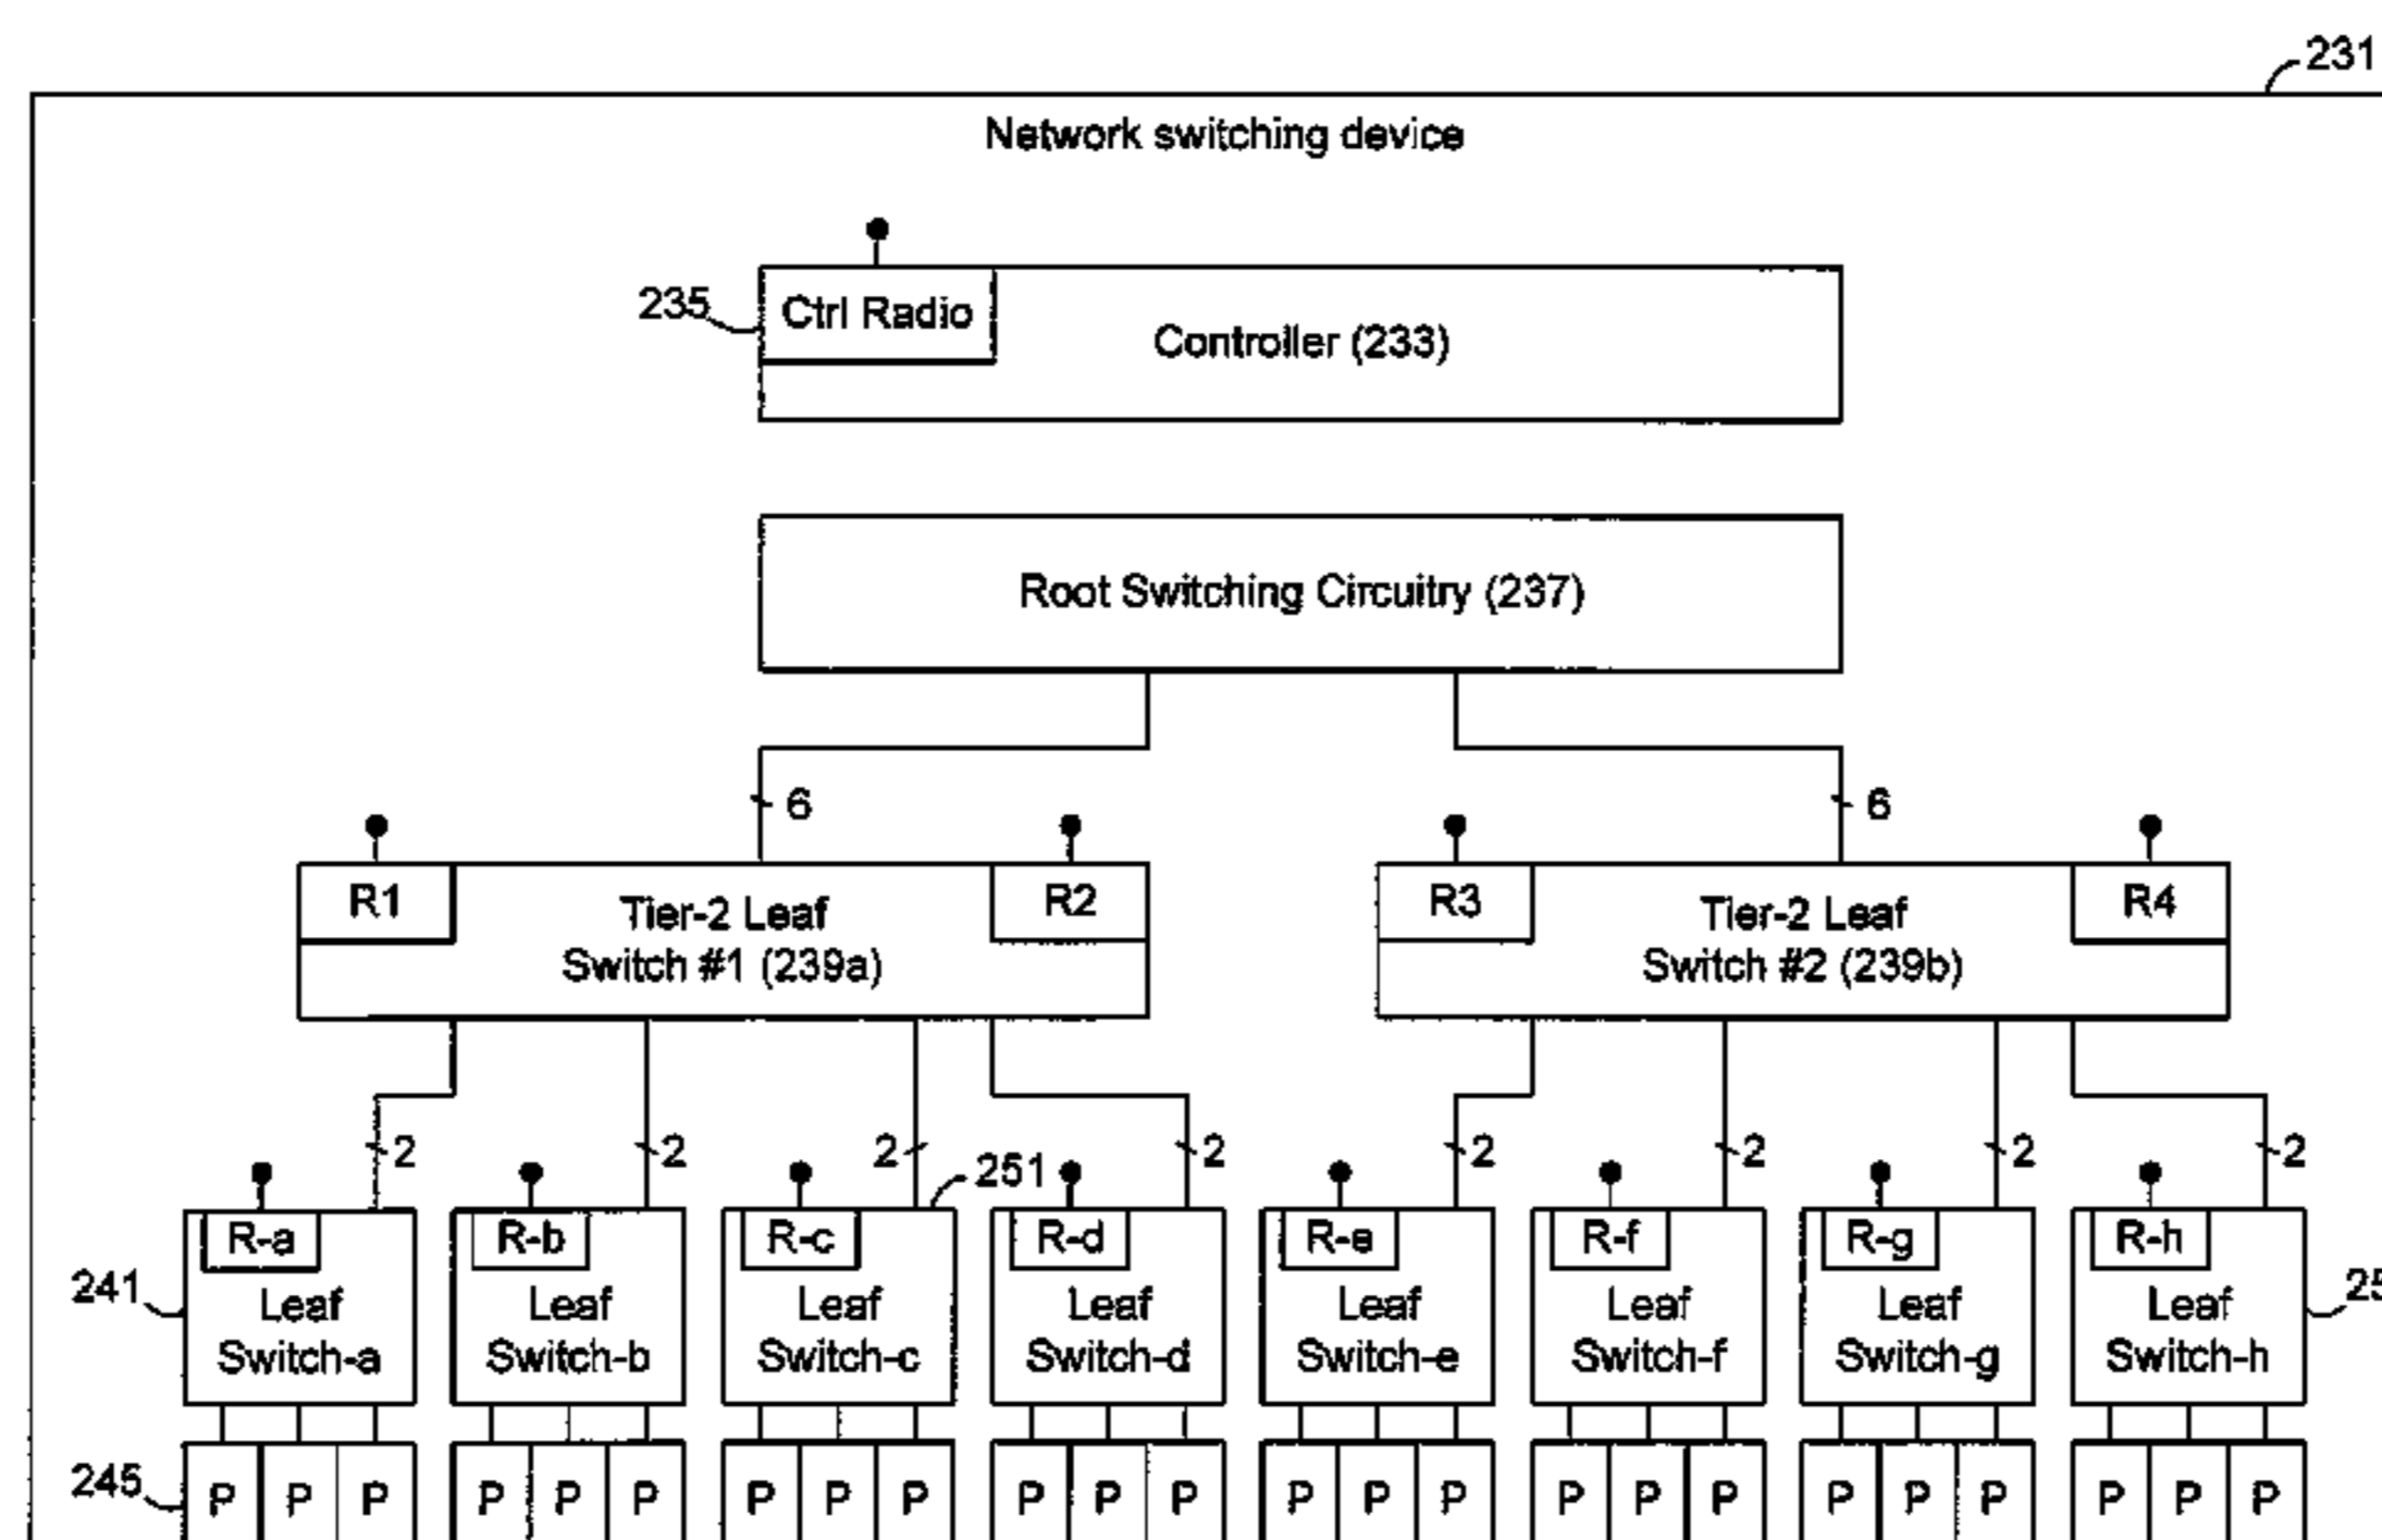 231
Network switching device
235
Ctrl Radio
Controller (233)
Root Switching Circuitry (237)
6
6
R1
Tier-2 Leaf
Switch #1 (239a)
R2
R3
Tier-2 Leaf
Switch #2 (239b)
R4
2
2
2
251
2
2
2
2
2
R-a
R-b
R-c
R-d
R-e
R-f
R-g
R-h
241
Leaf
Switch-a
Leaf
Switch-b
Leaf
Switch-c
Leaf
Switch-d
Leaf
Switch-e
Leaf
Switch-f
Leaf
Switch-g
Leaf
Switch-h
245
P P P
P P P
P P P
P P P
P P P
P P P
P P P
P P P